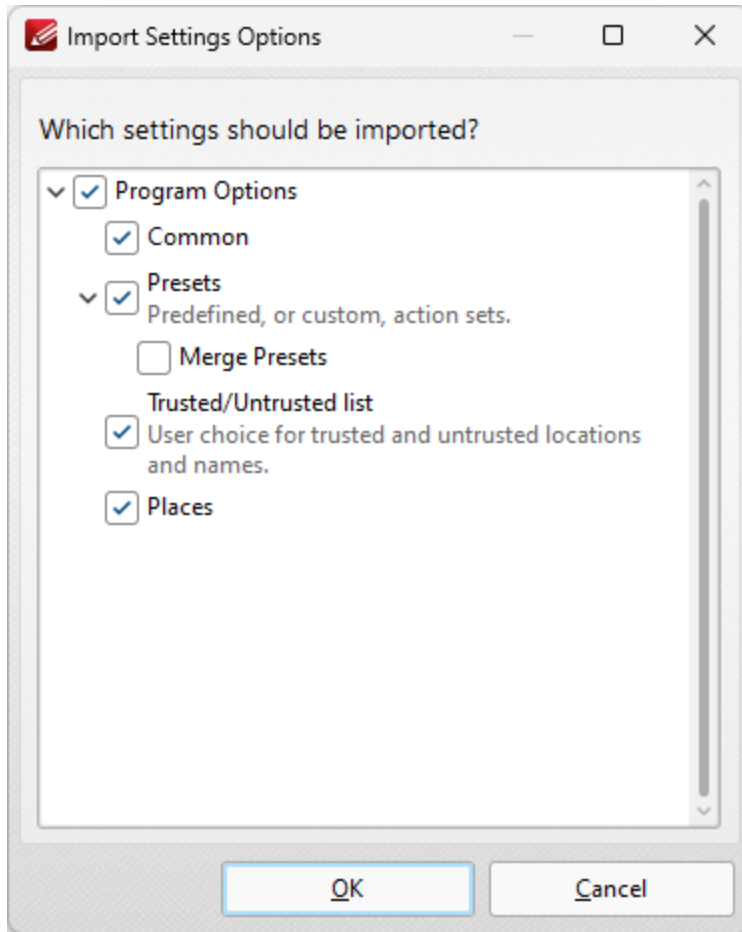 Import Settings Options
Which settings should be imported?
Program Options
Common
Presets
Predefined, or custom, action sets.
Merge Presets
Trusted/Untrusted list
User choice for trusted and untrusted locations
and names.
Places
OK
Cancel